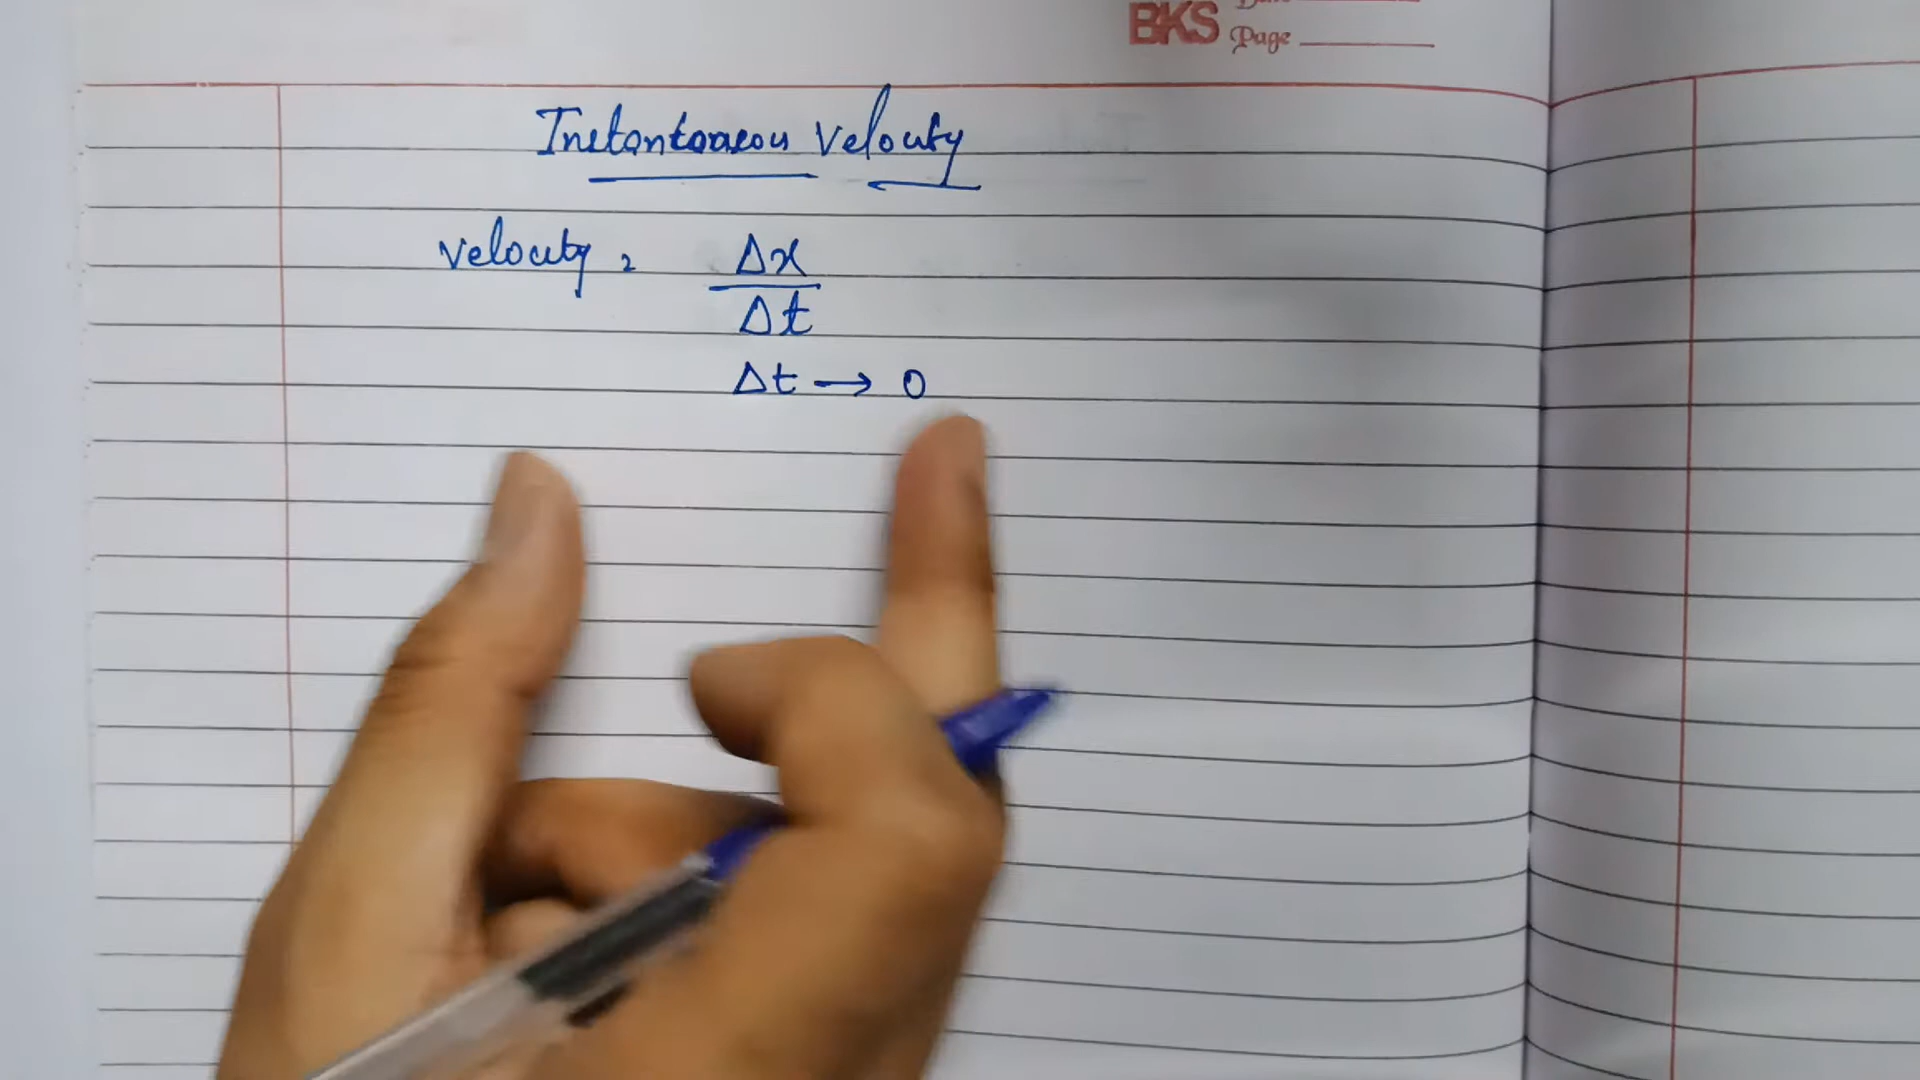 BKS
Page
Instantaneous Velocity
Velocity =
Δx
Δt
Δt → 0